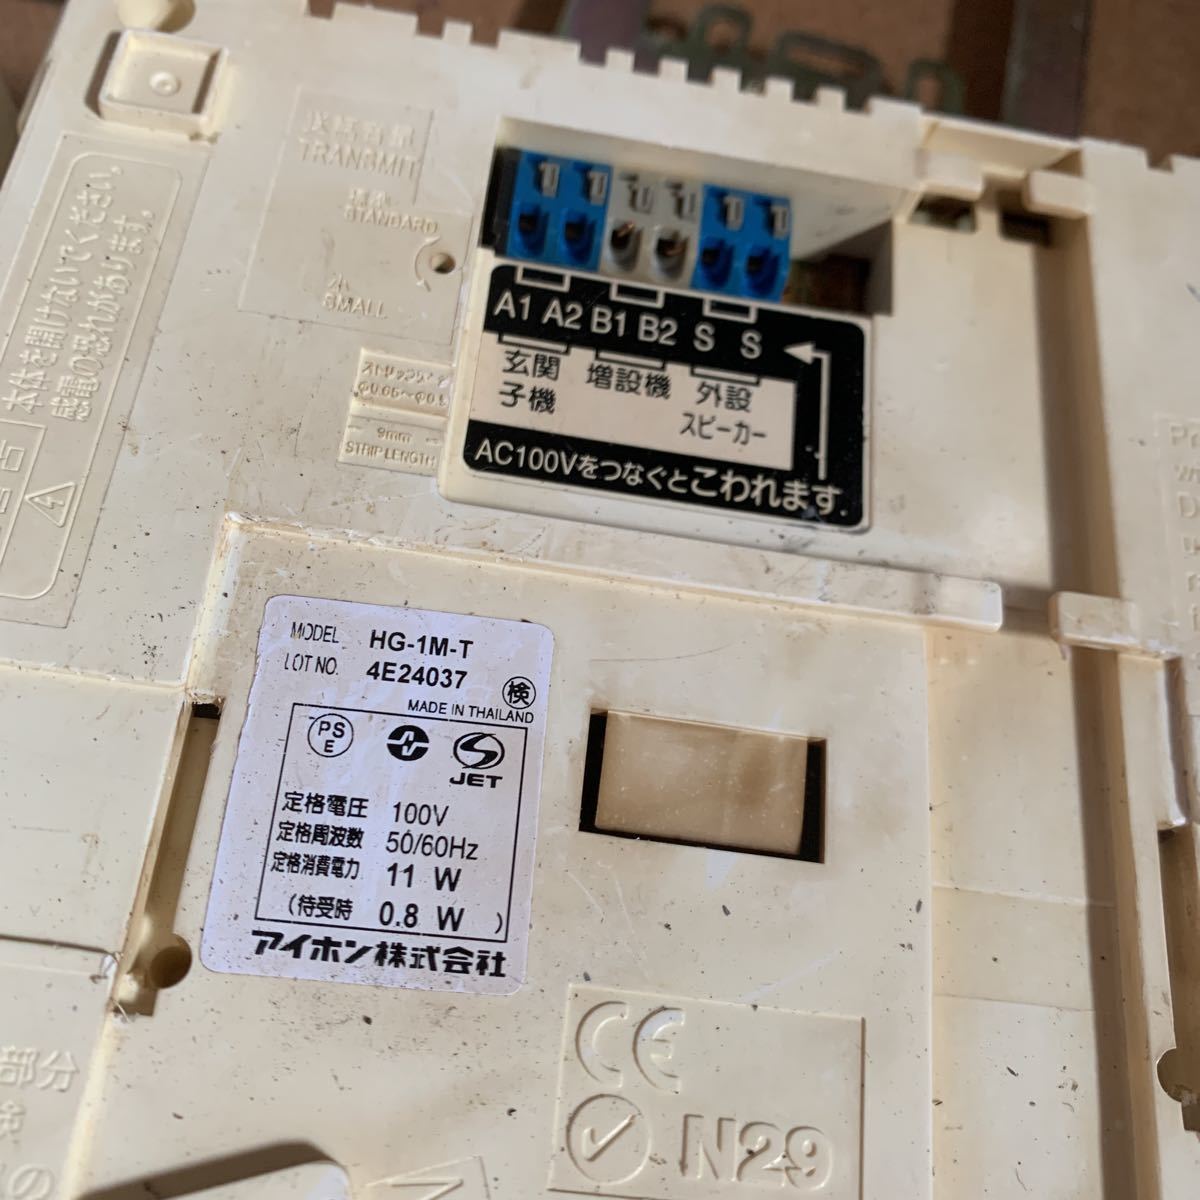 TRANSMIT
STANDARD
小
SMALL
本体を開けないでください。
感電の恐れがあります。
9mm
STRIP LENGTH
A1 A2 B1 B2 S S
玄関子機
増設機
外設スピーカー
AC100Vをつなぐとこわれます.
MODEL HG-1M-T
LOT NO. 4E24037
検
MADE IN THAILAND
PS
E
JET
定格電圧 100V
定格周波数 50/60Hz
定格消費電力 11 W
(待受時 0.8 W )
アイホン株式会社
CE
N29
部分
の